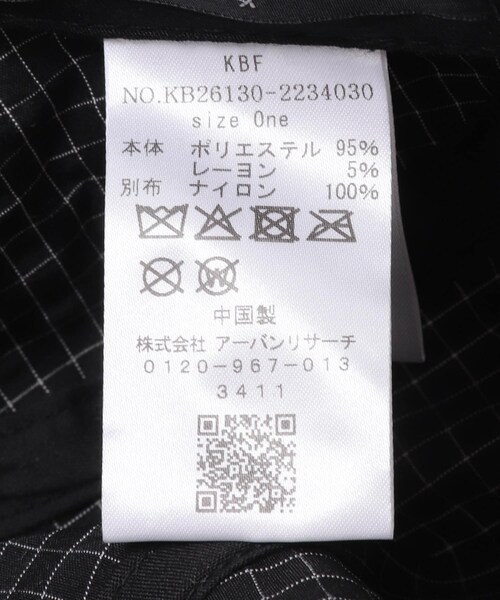 KBF
NO.KB26130-2234030
size One
本体 ポリエステル 95%
レーヨン 5%
別布 ナイロン 100%
中国製
株式会社 アーバンリサーチ
0120-967-013
3411